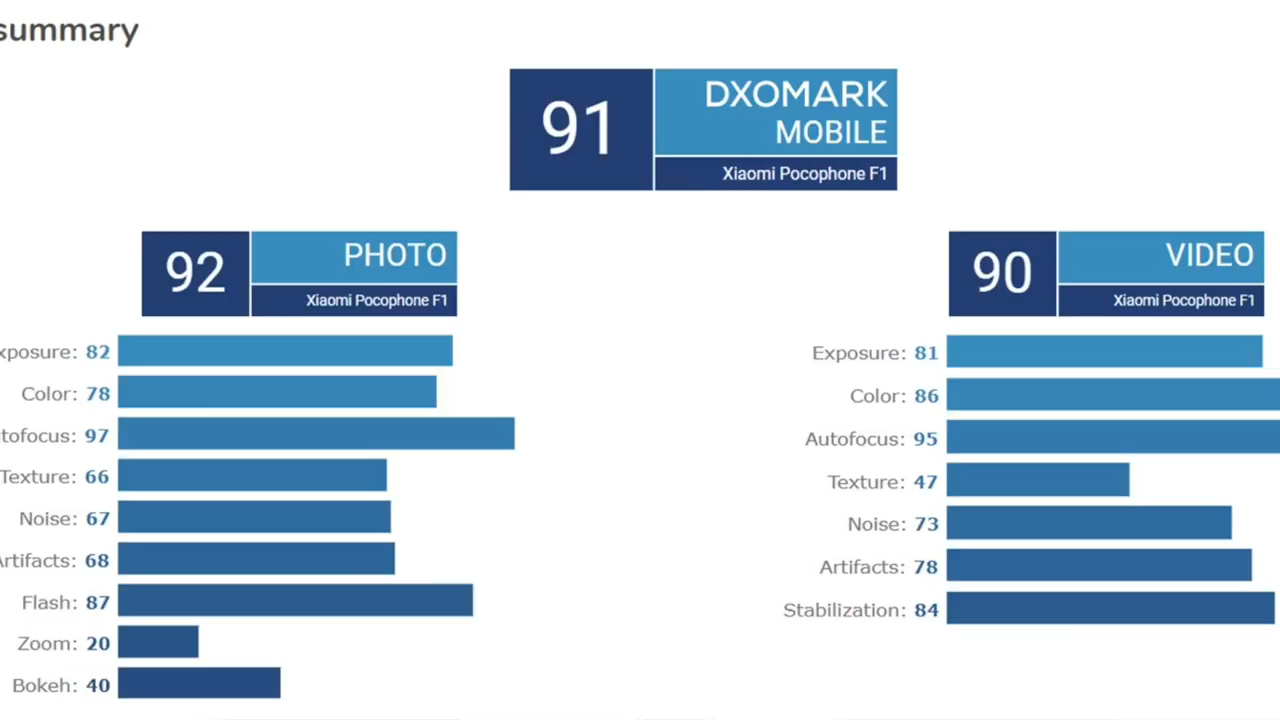 summary
91
DXOMARK
MOBILE
Xiaomi Pocophone F1
92
PHOTO
Xiaomi Pocophone F1
xposure: 82
Color: 78
tofocus: 97
Texture: 66
Noise: 67
Artifacts: 68
Flash: 87
Zoom: 20
Bokeh: 40
90
VIDEO
Xiaomi Pocophone F1
Exposure: 81
Color: 86
Autofocus: 95
Texture: 47
Noise: 73
Artifacts: 78
Stabilization: 84